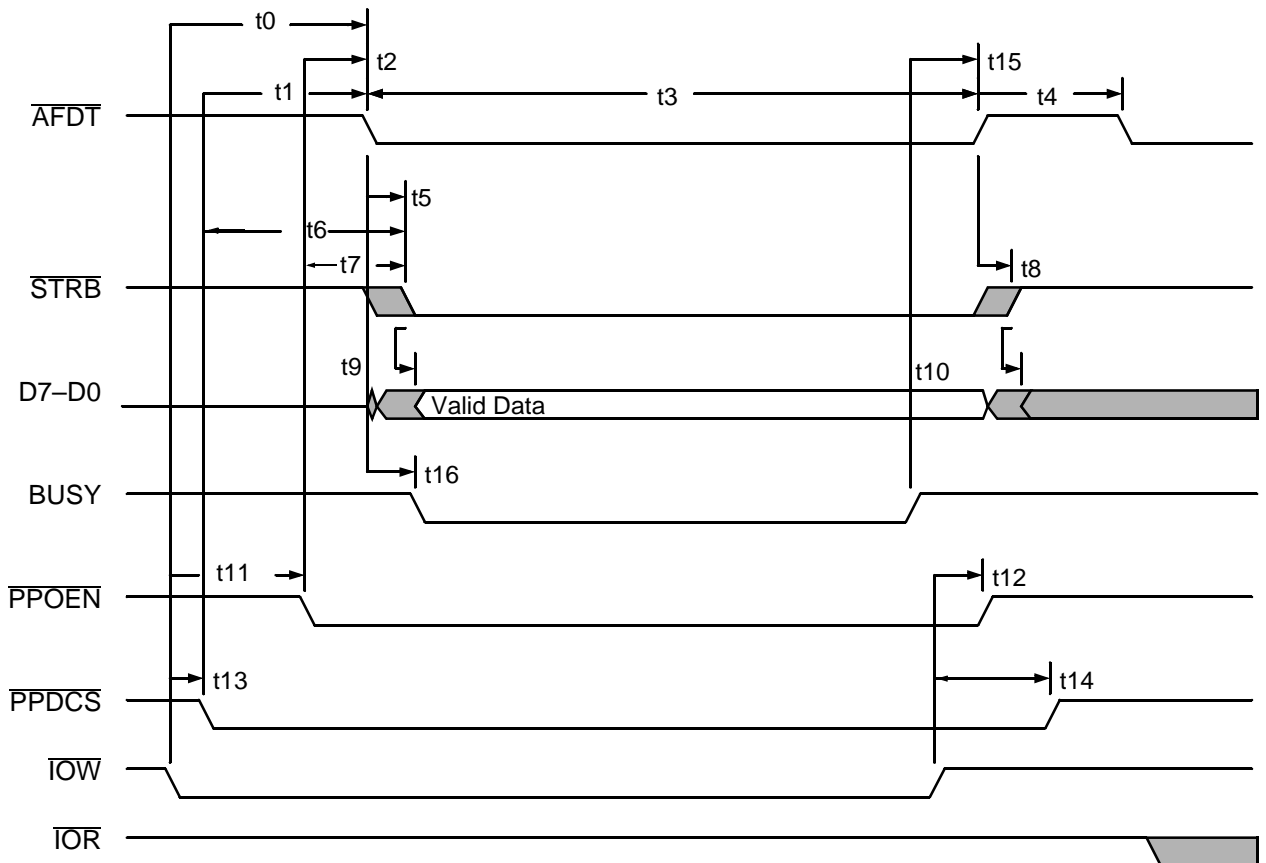 t0
t2
t15
t1
t3
t4
AFDT
t5
t6
t7
t8
STRB
t9
t10
D7–D0
Valid Data
t16
BUSY
t11
t12
PPOEN
t13
t14
PPDCS
IOW
IOR